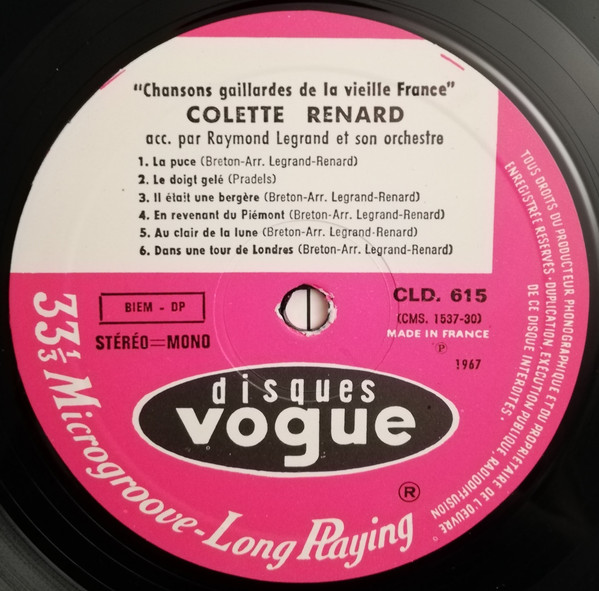 "Chansons gaillardes de la vieille France"
COLETTE RENARD
acc. par Raymond Legrand et son orchestre
1. La puce (Breton-Arr. Legrand-Renard)
2. Le doigt gelé (Pradels)
3. Il était une bergère (Breton-Arr. Legrand-Renard)
4. En revenant du Piémont (Breton-Arr. Legrand-Renard)
5. Au clair de la lune (Breton-Arr. Legrand-Renard)
6. Dans une tour de Londres (Breton-Arr. Legrand-Renard)
BIEM - DP
STÉRÉO=MONO
CLD. 615
(CMS. 1537-30)
MADE IN FRANCE
℗
1967
disques
vogue
®
33⅓ Microgroove-Long Playing
TOUS DROITS DU PRODUCTEUR PHONOGRAPHIQUE ET DU PROPRIÉTAIRE DE L'OEUVRE
ENREGISTRÉE RÉSERVÉS - DUPLICATION, EXÉCUTION PUBLIQUE, RADIODIFFUSION
DE CE DISQUE INTERDITES.